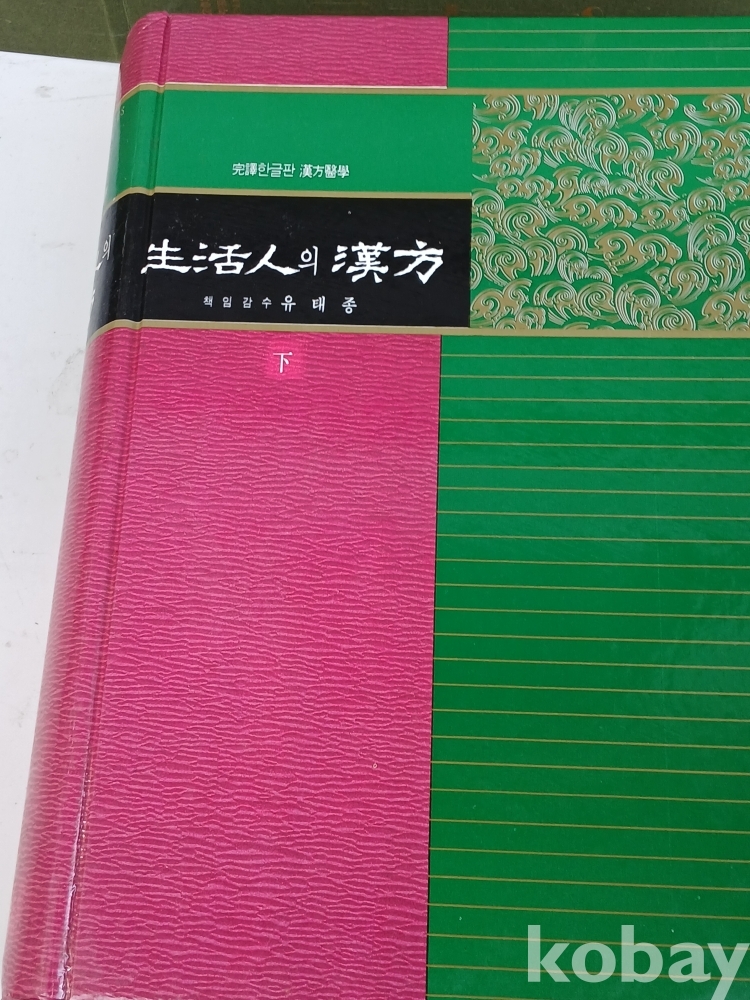 完譯한글판 漢方醫學
生活人의 漢方
책임감수 유태종
下
kobay